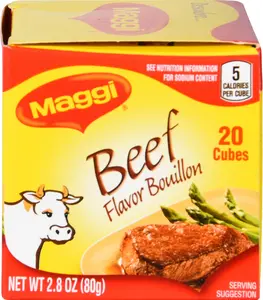 SEE NUTRITION INFORMATION
FOR SODIUM CONTENT
5
CALORIES
PER CUBE
Maggi
20
Cubes
Beef
Flavor Bouillon
NET WT 2.8 OZ (80g)
SERVING
SUGGESTION